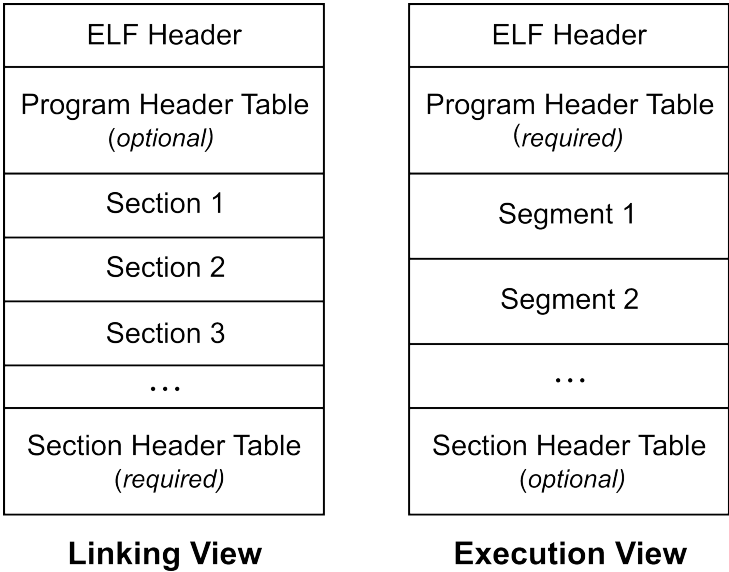 ELF Header
Program Header Table
(optional)
Section 1
Section 2
Section 3
...
Section Header Table
(required)
Linking View
ELF Header
Program Header Table
(required)
Segment 1
Segment 2
...
Section Header Table
(optional)
Execution View